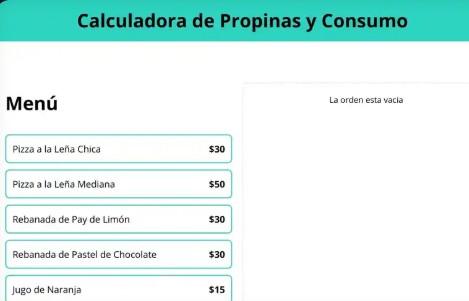 Calculadora de Propinas y Consumo
Menú
Pizza a la Leña Chica $30
Pizza a la Leña Mediana $50
Rebanada de Pay de Limón $30
Rebanada de Pastel de Chocolate $30
Jugo de Naranja $15
La orden esta vacia